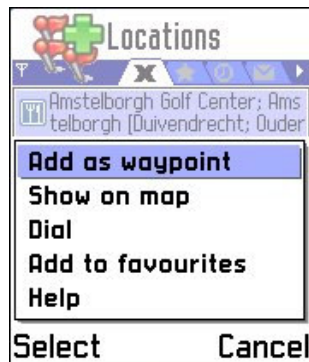 Locations
Amstelborgh Golf Center; Ams
telborgh [Duivendrecht; Ouder
Add as waypoint
Show on map
Dial
Add to favourites
Help
Select Cancel